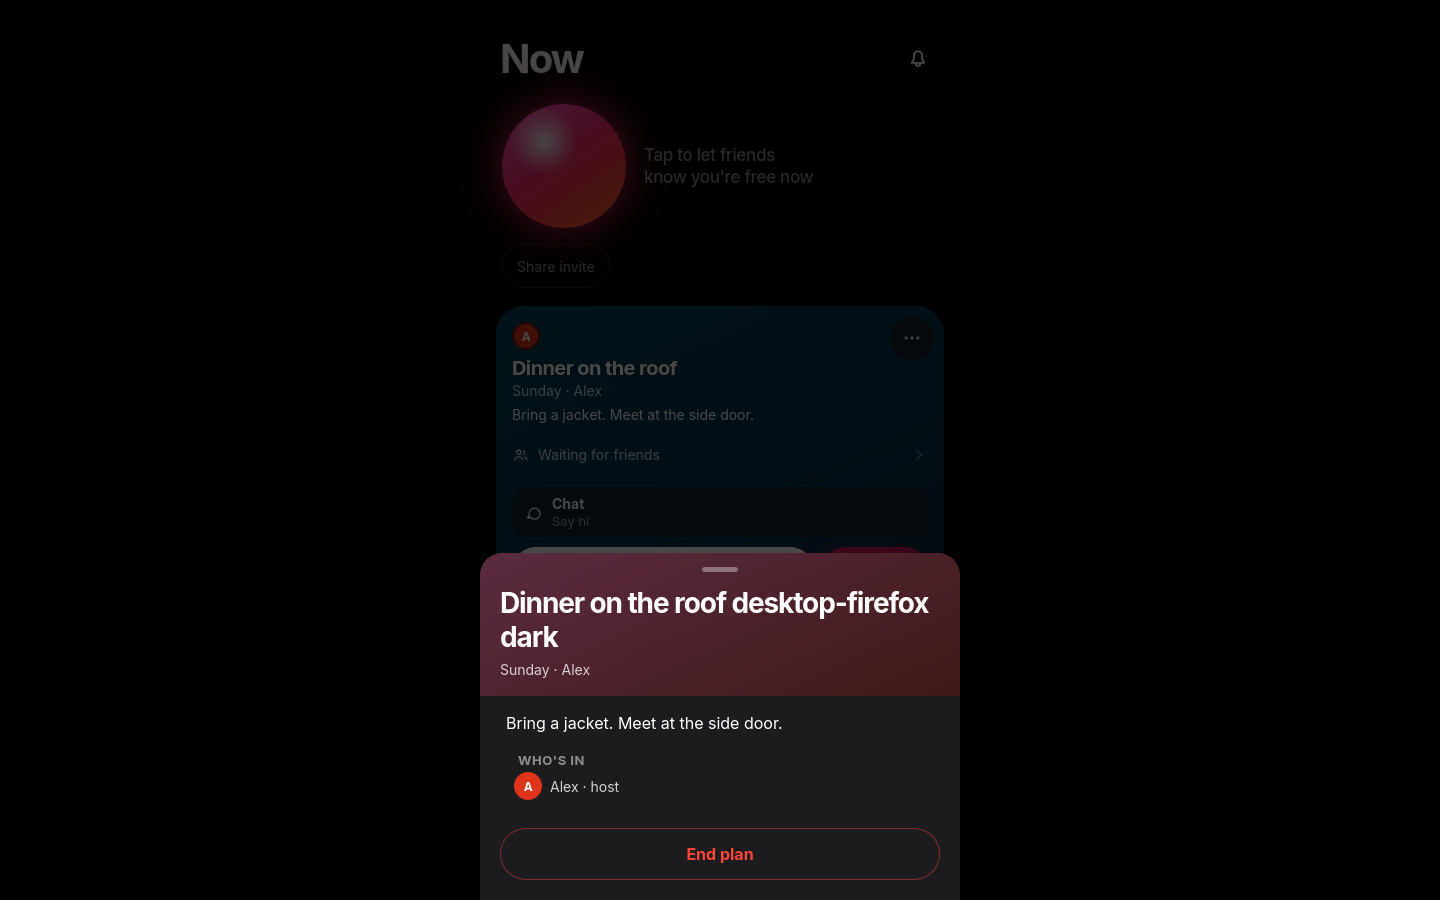 Now
Tap to let friends
know you're free now
Share invite
A
Dinner on the roof
Sunday · Alex
Bring a jacket. Meet at the side door.
Waiting for friends
Chat
Say hi
Dinner on the roof desktop-firefox
dark
Sunday · Alex
Bring a jacket. Meet at the side door.
WHO'S IN
A
Alex · host
End plan